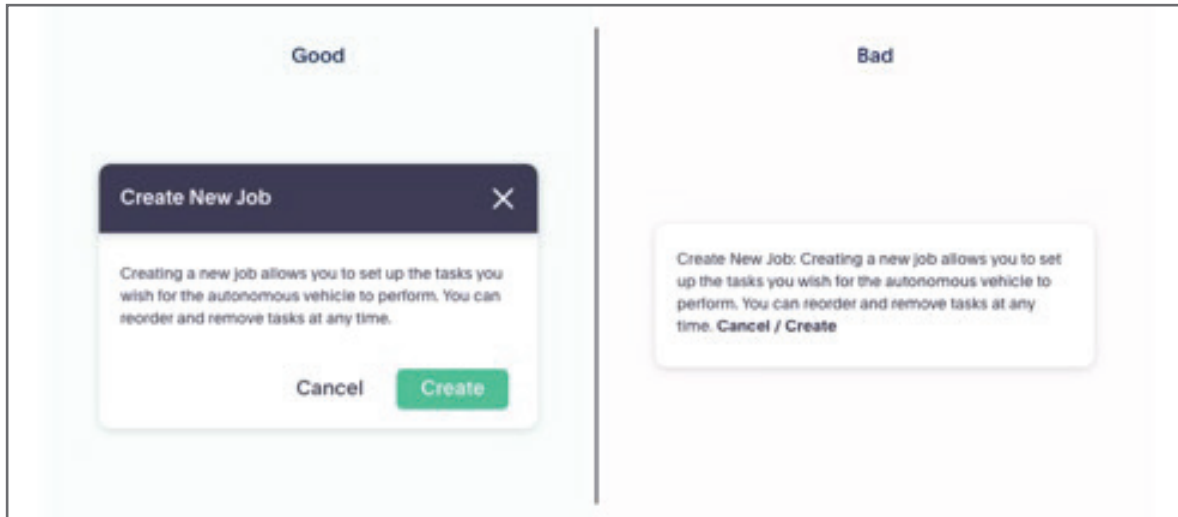 Good
Create New Job
Creating a new job allows you to set up the tasks you
wish for the autonomous vehicle to perform. You can
reorder and remove tasks at any time.
Cancel
Create
Bad
Create New Job: Creating a new job allows you to set
up the tasks you wish for the autonomous vehicle to
perform. You can reorder and remove tasks at any
time. Cancel / Create